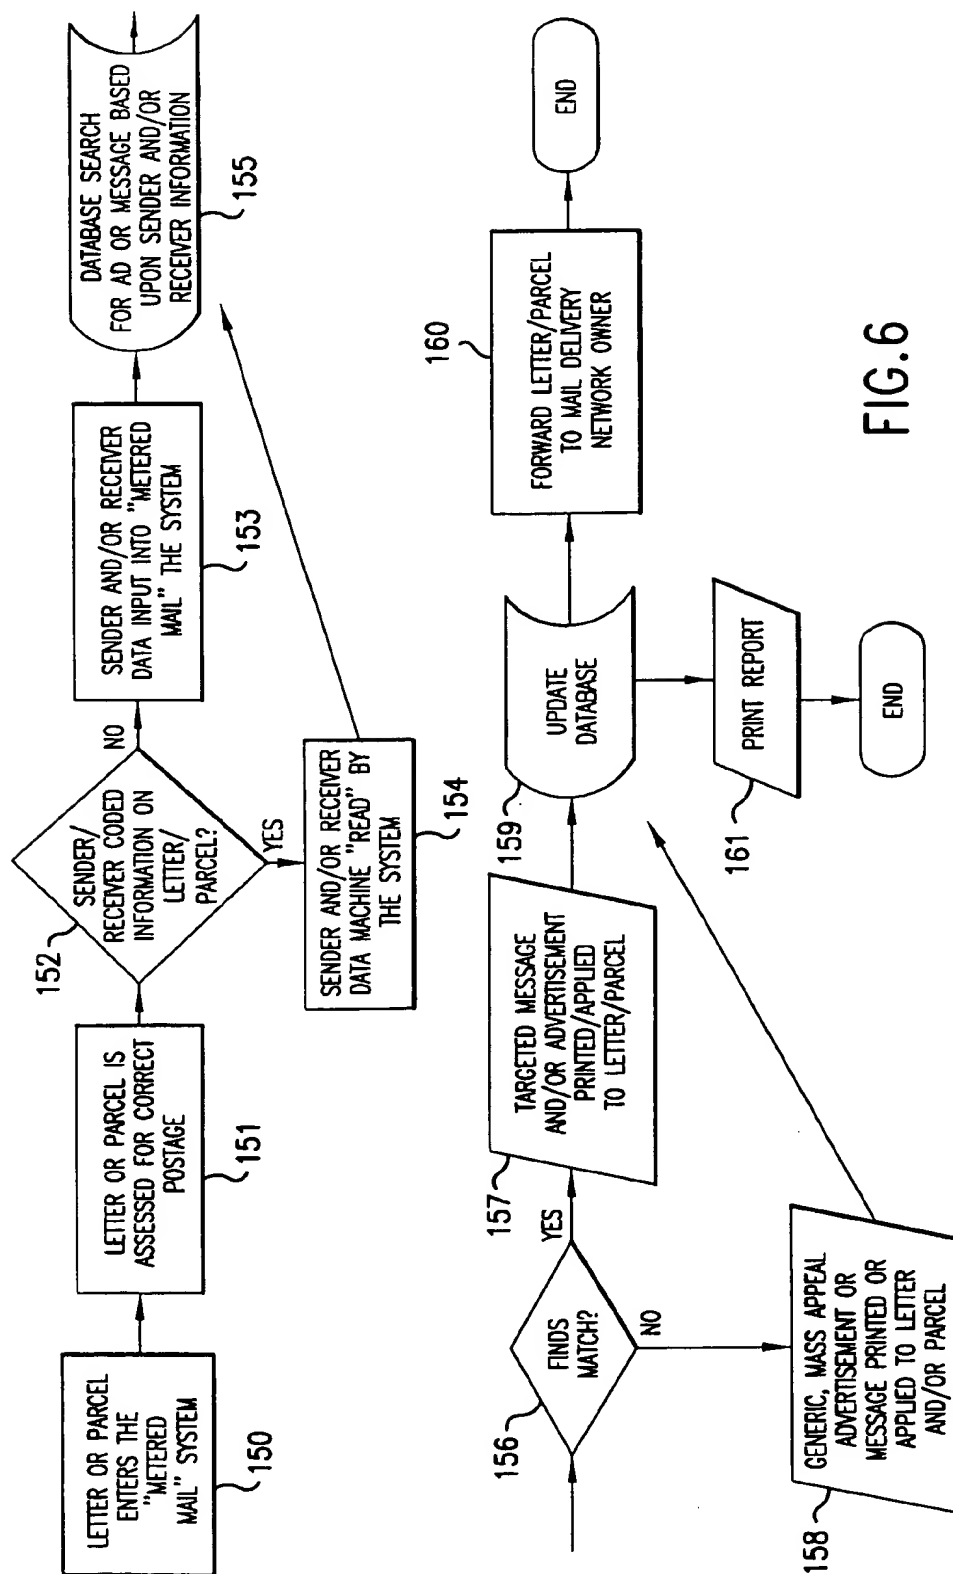 LETTER OR PARCEL
ENTERS THE
"METERED
MAIL" SYSTEM
150
LETTER OR PARCEL IS
ASSESSED FOR CORRECT
POSTAGE
151
152
SENDER/
RECEIVER CODED
INFORMATION ON
LETTER/
PARCEL?
NO
YES
SENDER AND/OR RECEIVER
DATA INPUT INTO "METERED
MAIL" THE SYSTEM
153
SENDER AND/OR RECEIVER
DATA MACHINE "READ" BY
THE SYSTEM
154
DATABASE SEARCH
FOR AD OR MESSAGE BASED
UPON SENDER AND/OR
RECEIVER INFORMATION
155
156
FINDS
MATCH?
YES
NO
157
TARGETED MESSAGE
AND/OR ADVERTISEMENT
PRINTED/APPLIED
TO LETTER/PARCEL
158
GENERIC, MASS APPEAL
ADVERTISEMENT OR
MESSAGE PRINTED OR
APPLIED TO LETTER
AND/OR PARCEL
159
UPDATE
DATABASE
160
FORWARD LETTER/PARCEL
TO MAIL DELIVERY
NETWORK OWNER
END
161
PRINT REPORT
END
FIG.6